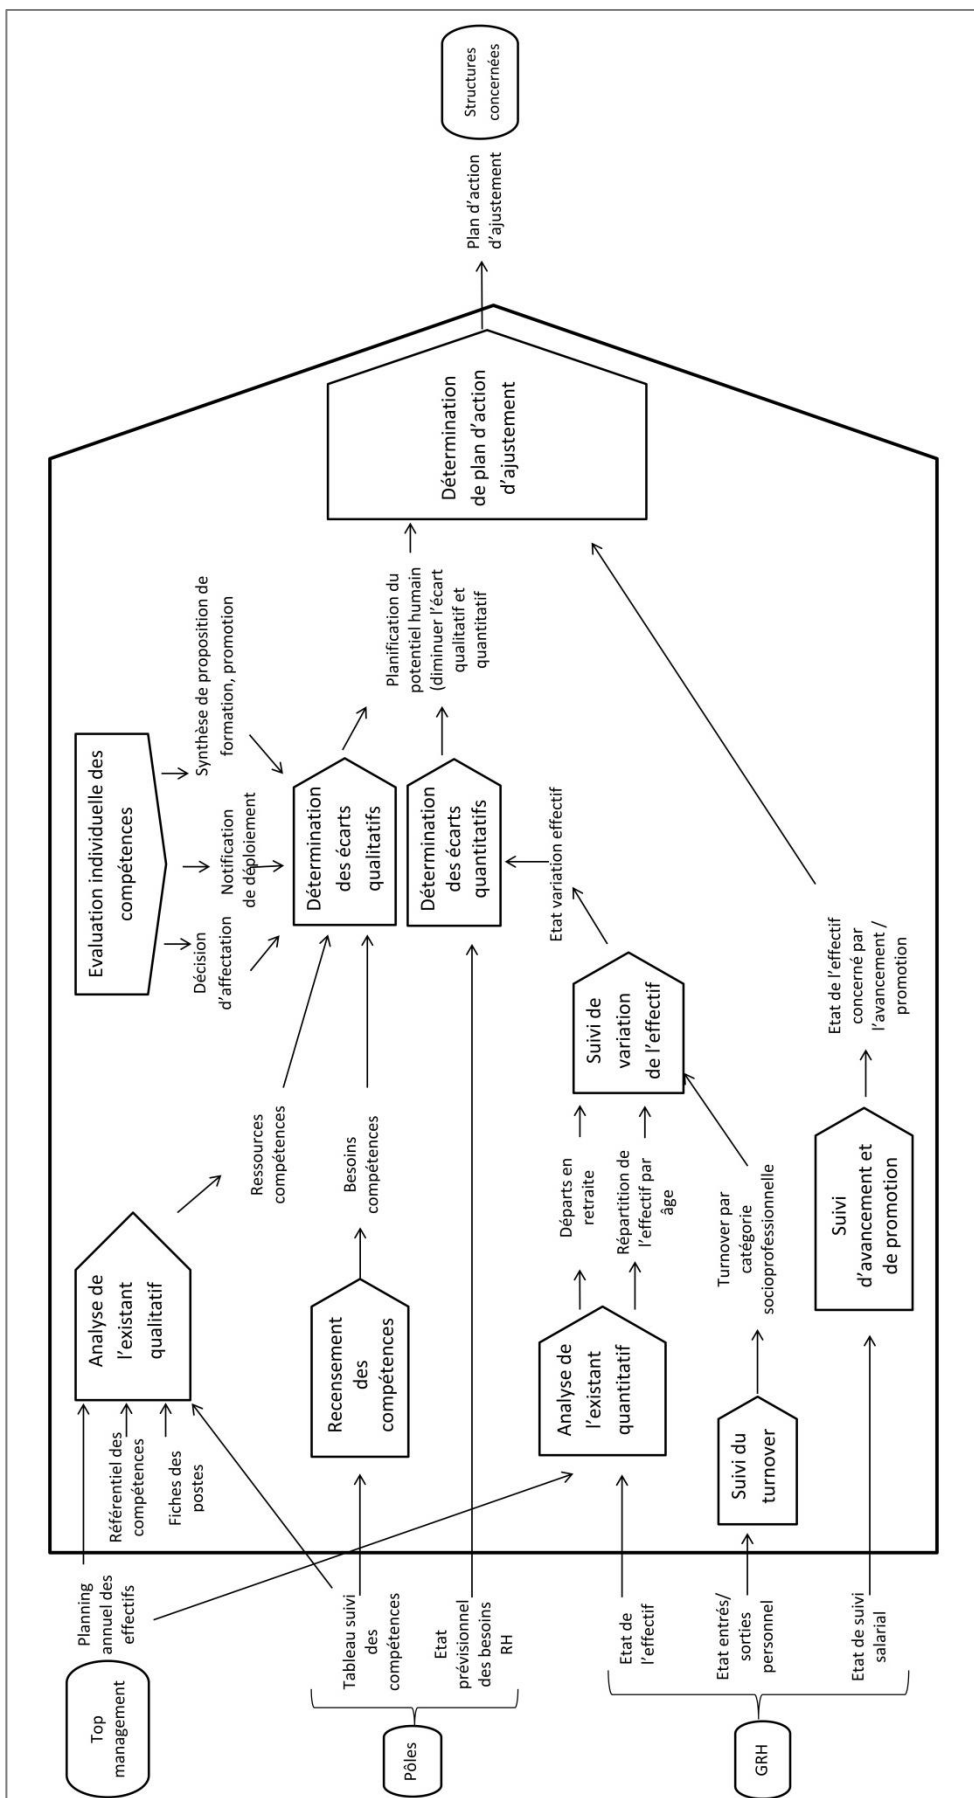 Top
management
Pôles
GRH
Planning
annuel des
effectifs
Tableau suivi
des
compétences
Etat
prévisionnel
des besoins
RH
Etat de
l'effectif
Etat entrés/
sorties
personnel
Etat de suivi
salarial
Référentiel des
compétences
Fiches des
postes
Analyse de
l'existant
qualitatif
Recensement
des
compétences
Analyse de
l'existant
quantitatif
Suivi du
turnover
Suivi
d'avancement et
de promotion
Ressources
compétences
Besoins
compétences
Départs en
retraite
Répartition de
l'effectif par
âge
Turnover par
catégorie
socioprofessionnelle
Suivi de
variation
de l'effectif
Etat de l'effectif
concerné par
l'avancement /
promotion
Evaluation individuelle des
compétences
Décision
d'affectation
Notification
de déploiement
Synthèse de proposition de
formation, promotion
Détermination
des écarts
qualitatifs
Détermination
des écarts
quantitatifs
Etat variation effectif
Planification du
potentiel humain
(diminuer l'écart
qualitatif et
quantitatif
Détermination
de plan d'action
d'ajustement
Plan d'action
d'ajustement
Structures
concernées